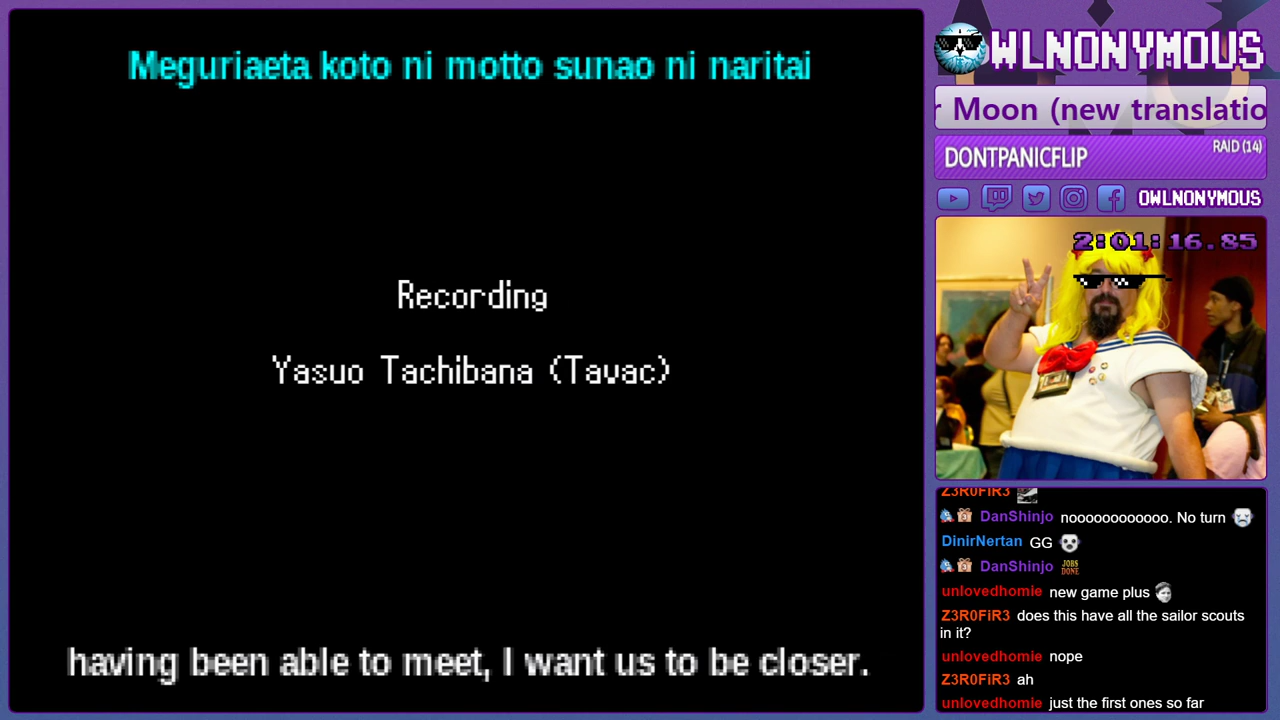 Meguriaeta koto ni motto sunao ni naritai
Recording
Yasuo Tachibana (Tavac)
having been able to meet, I want us to be closer.
OWLNONYMOUS
r Moon (new translatio
DONTPANICFLIP RAID (14)
OWLNONYMOUS
2:01:16.85
Z3R0FiR3
DanShinjo noooooooooooo. No turn
DinirNertan GG
DanShinjo JOBS DONE
unlovedhomie new game plus
Z3R0FiR3 does this have all the sailor scouts
in it?
unlovedhomie nope
Z3R0FiR3 ah
unlovedhomie just the first ones so far